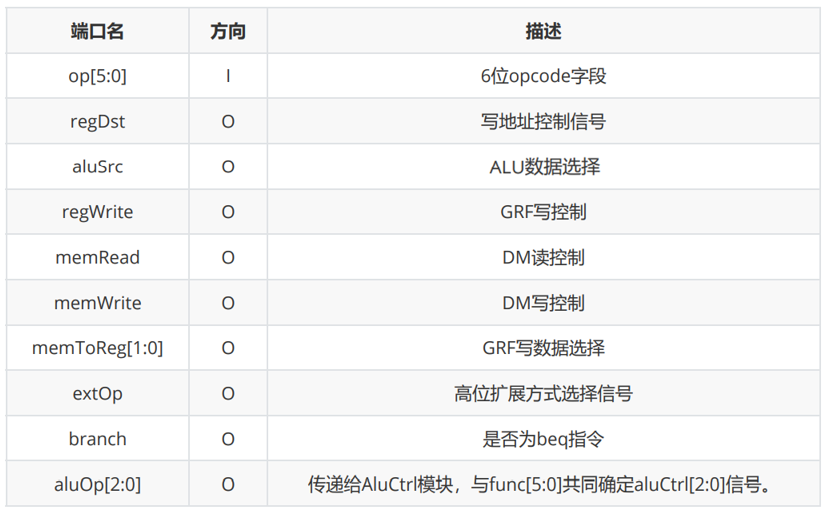 端口名 方向 描述
op[5:0] I 6位opcode字段
regDst O 写地址控制信号
aluSrc O ALU数据选择
regWrite O GRF写控制
memRead O DM读控制
memWrite O DM写控制
memToReg[1:0] O GRF写数据选择
extOp O 高位扩展方式选择信号
branch O 是否为beq指令
aluOp[2:0] O 传递给AluCtrl模块，与func[5:0]共同确定aluCtrl[2:0]信号。